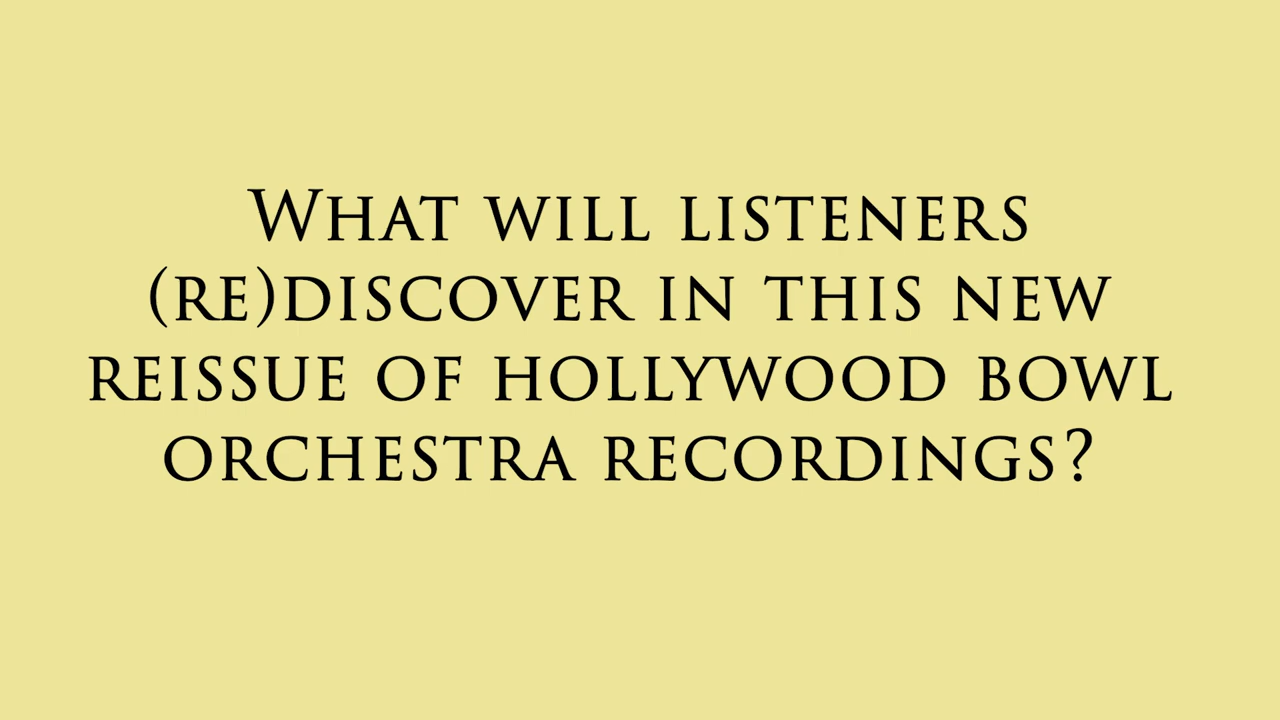 What will listeners
(re)discover in this new
reissue of hollywood bowl
orchestra recordings?